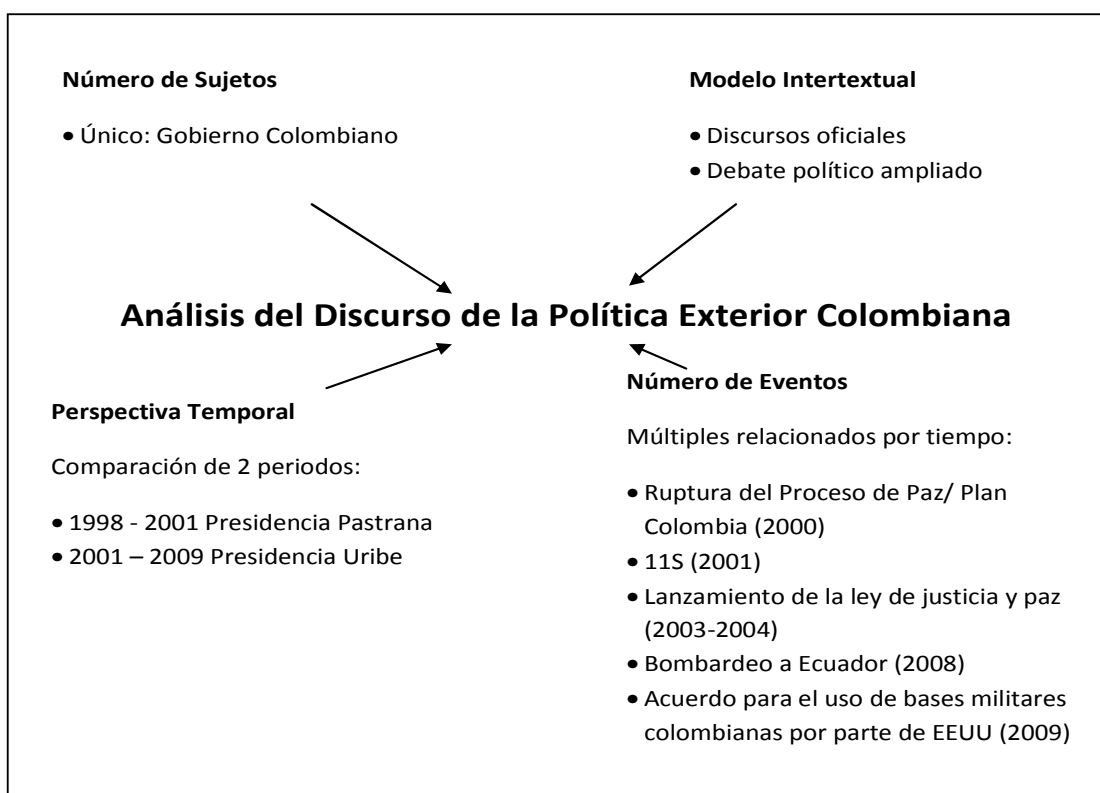 Número de Sujetos
• Único: Gobierno Colombiano
Modelo Intertextual
• Discursos oficiales
• Debate político ampliado
Análisis del Discurso de la Política Exterior Colombiana
Perspectiva Temporal
Comparación de 2 periodos:
• 1998 - 2001 Presidencia Pastrana
• 2001 – 2009 Presidencia Uribe
Número de Eventos
Múltiples relacionados por tiempo:
• Ruptura del Proceso de Paz/ Plan
Colombia (2000)
• 11S (2001)
• Lanzamiento de la ley de justicia y paz
(2003-2004)
• Bombardeo a Ecuador (2008)
• Acuerdo para el uso de bases militares
colombianas por parte de EEUU (2009)